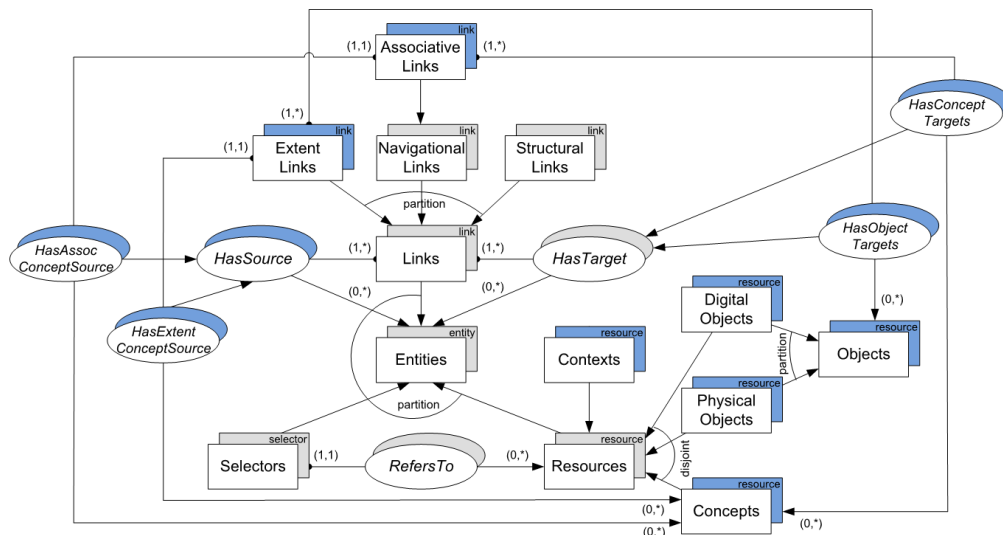 link
(1,1)
Associative
Links
(1,*)
HasConcept
Targets
(1,*)
link
link
link
(1,1)
Extent
Links
Navigational
Links
Structural
Links
partition
HasAssoc
ConceptSource
HasSource
(1,*)
link
Links
(1,*)
HasTarget
HasObject
Targets
(0,*)
(0,*)
resource
Digital
Objects
(0,*)
HasExtent
ConceptSource
entity
Entities
resource
Contexts
resource
Objects
partition
resource
Physical
Objects
partition
selector
Selectors
(1,1)
RefersTo
(0,*)
resource
Resources
disjoint
resource
Concepts
(0,*)
(0,*)
(0,*)